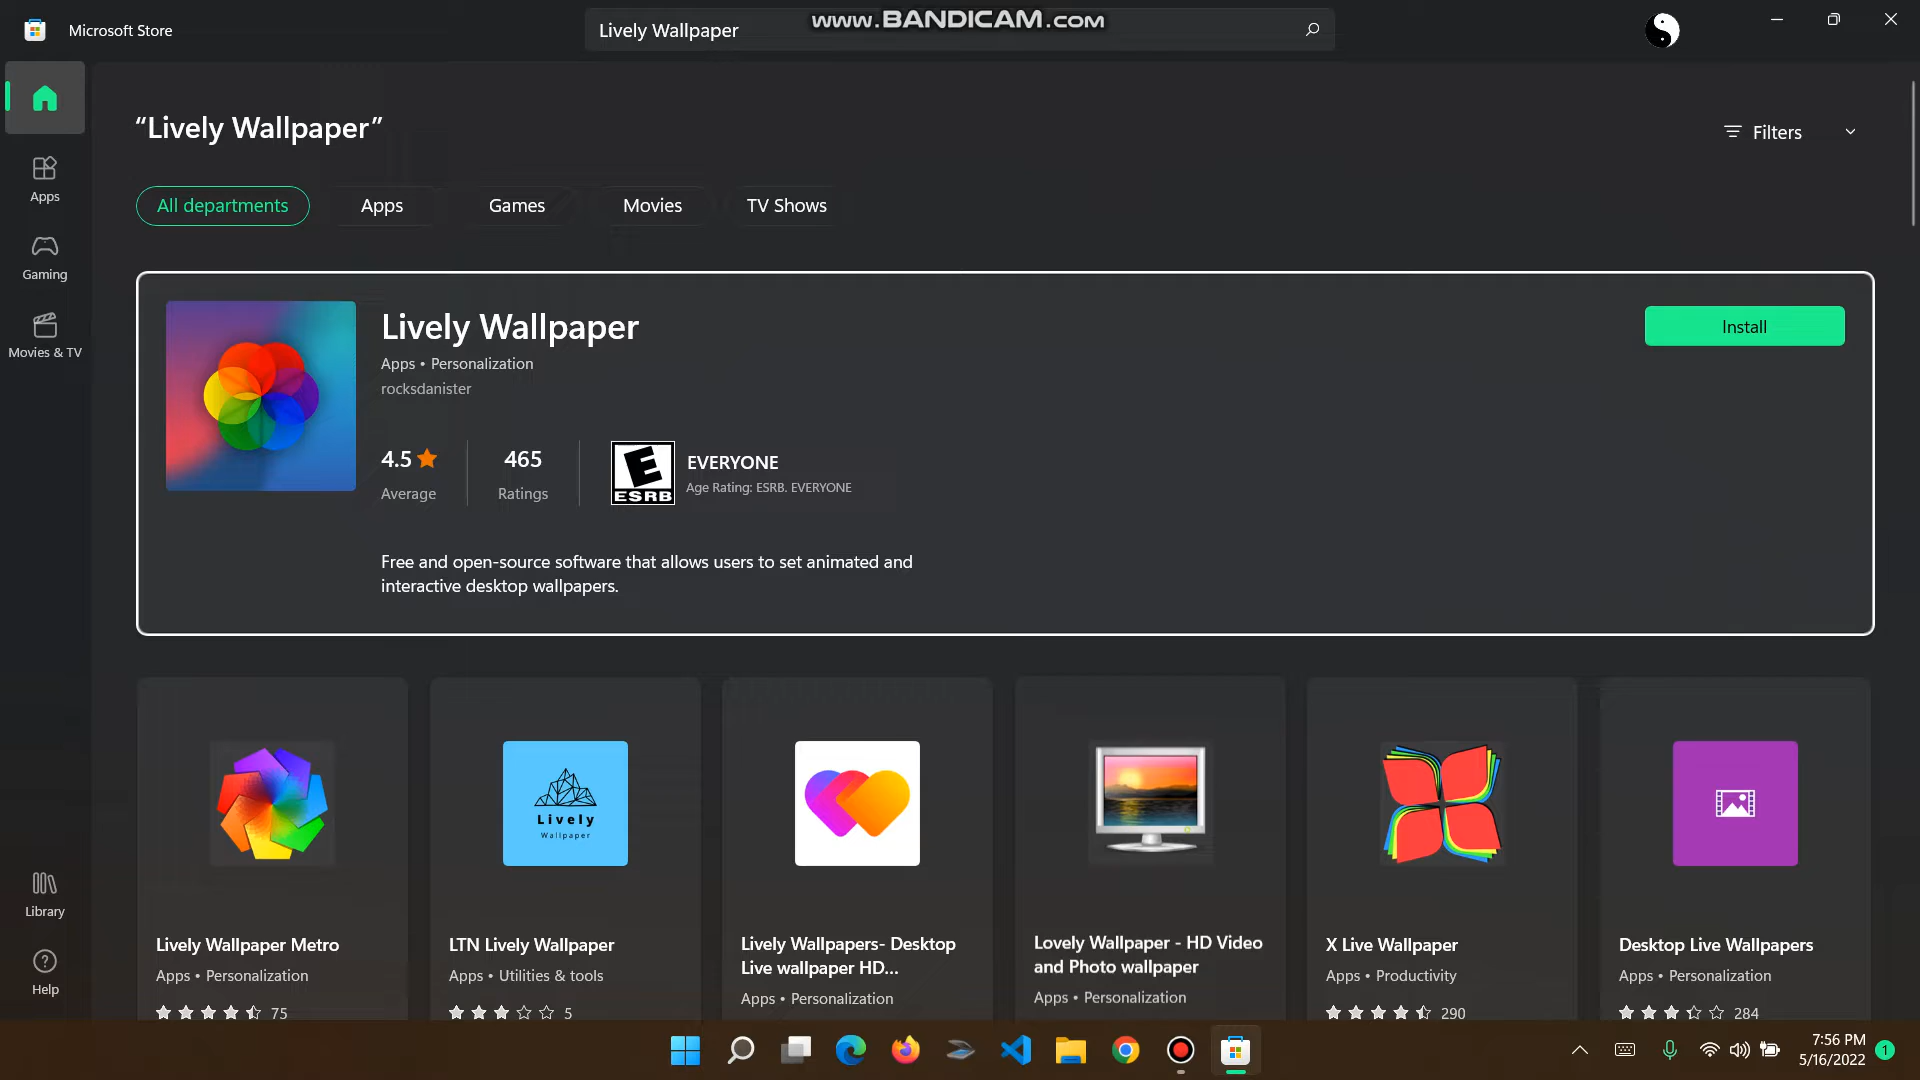 Microsoft Store
Lively Wallpaper
www.BANDICAM.com
Apps
Gaming
Movies & TV
Library
Help
“Lively Wallpaper”
Filters
All departments
Apps
Games
Movies
TV Shows
Lively Wallpaper
Apps • Personalization
rocksdanister
Install
4.5
Average
465
Ratings
E
ESRB
EVERYONE
Age Rating: ESRB. EVERYONE
Free and open-source software that allows users to set animated and
interactive desktop wallpapers.
Lively
Wallpaper
Lively Wallpaper Metro
Apps • Personalization
75
LTN Lively Wallpaper
Apps • Utilities & tools
5
Lively Wallpapers- Desktop
Live wallpaper HD...
Apps • Personalization
Lovely Wallpaper - HD Video
and Photo wallpaper
Apps • Personalization
X Live Wallpaper
Apps • Productivity
290
Desktop Live Wallpapers
Apps • Personalization
284
7:56 PM
5/16/2022
1